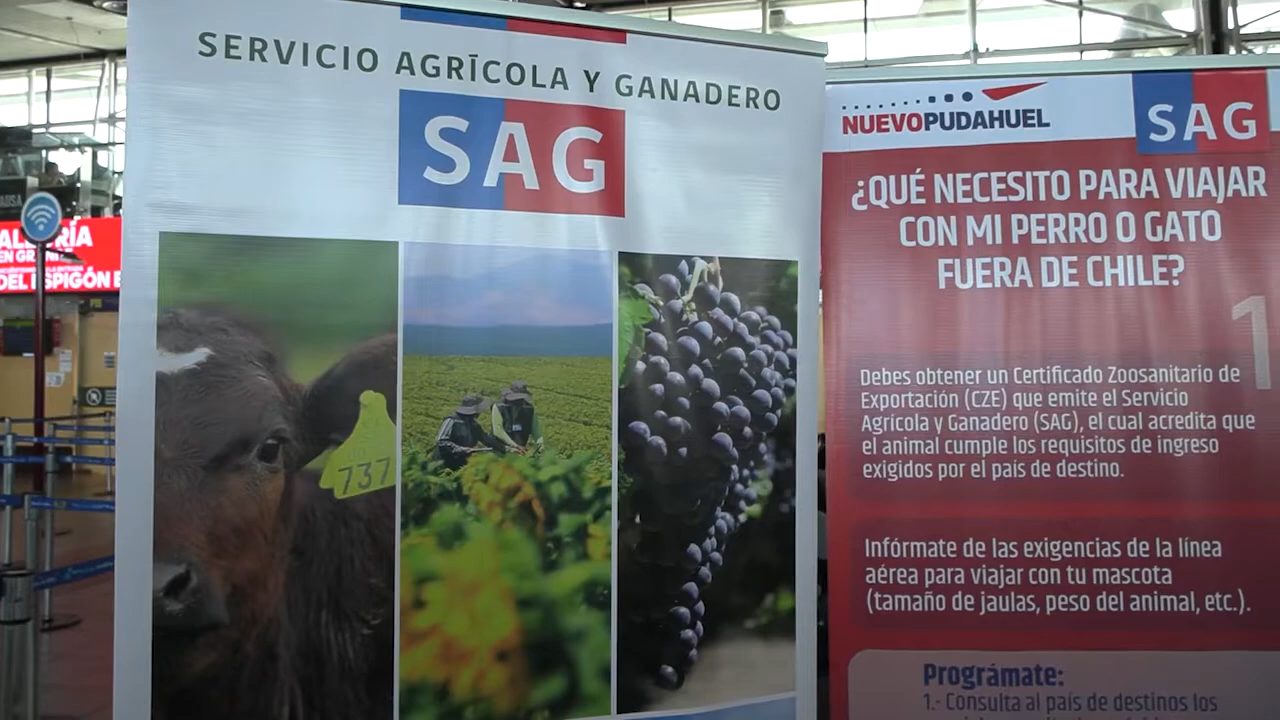 SERVICIO AGRĪCOLA Y GANADERO
SAG
737
NUEVOPUDAHUEL
SAG
¿QUÉ NECESITO PARA VIAJAR
CON MI PERRO O GATO
FUERA DE CHILE?
1
Debes obtener un Certificado Zoosanitario de
Exportación (CZE) que emite el Servicio
Agrícola y Ganadero (SAG), el cual acredita que
el animal cumple los requisitos de ingreso
exigidos por el país de destino.
Infórmate de las exigencias de la línea
aérea para viajar con tu mascota
(tamaño de jaulas, peso del animal, etc.).
Prográmate:
1.- Consulta al país de destinos los
EN GRANDE
DEL ESPIGÓN E